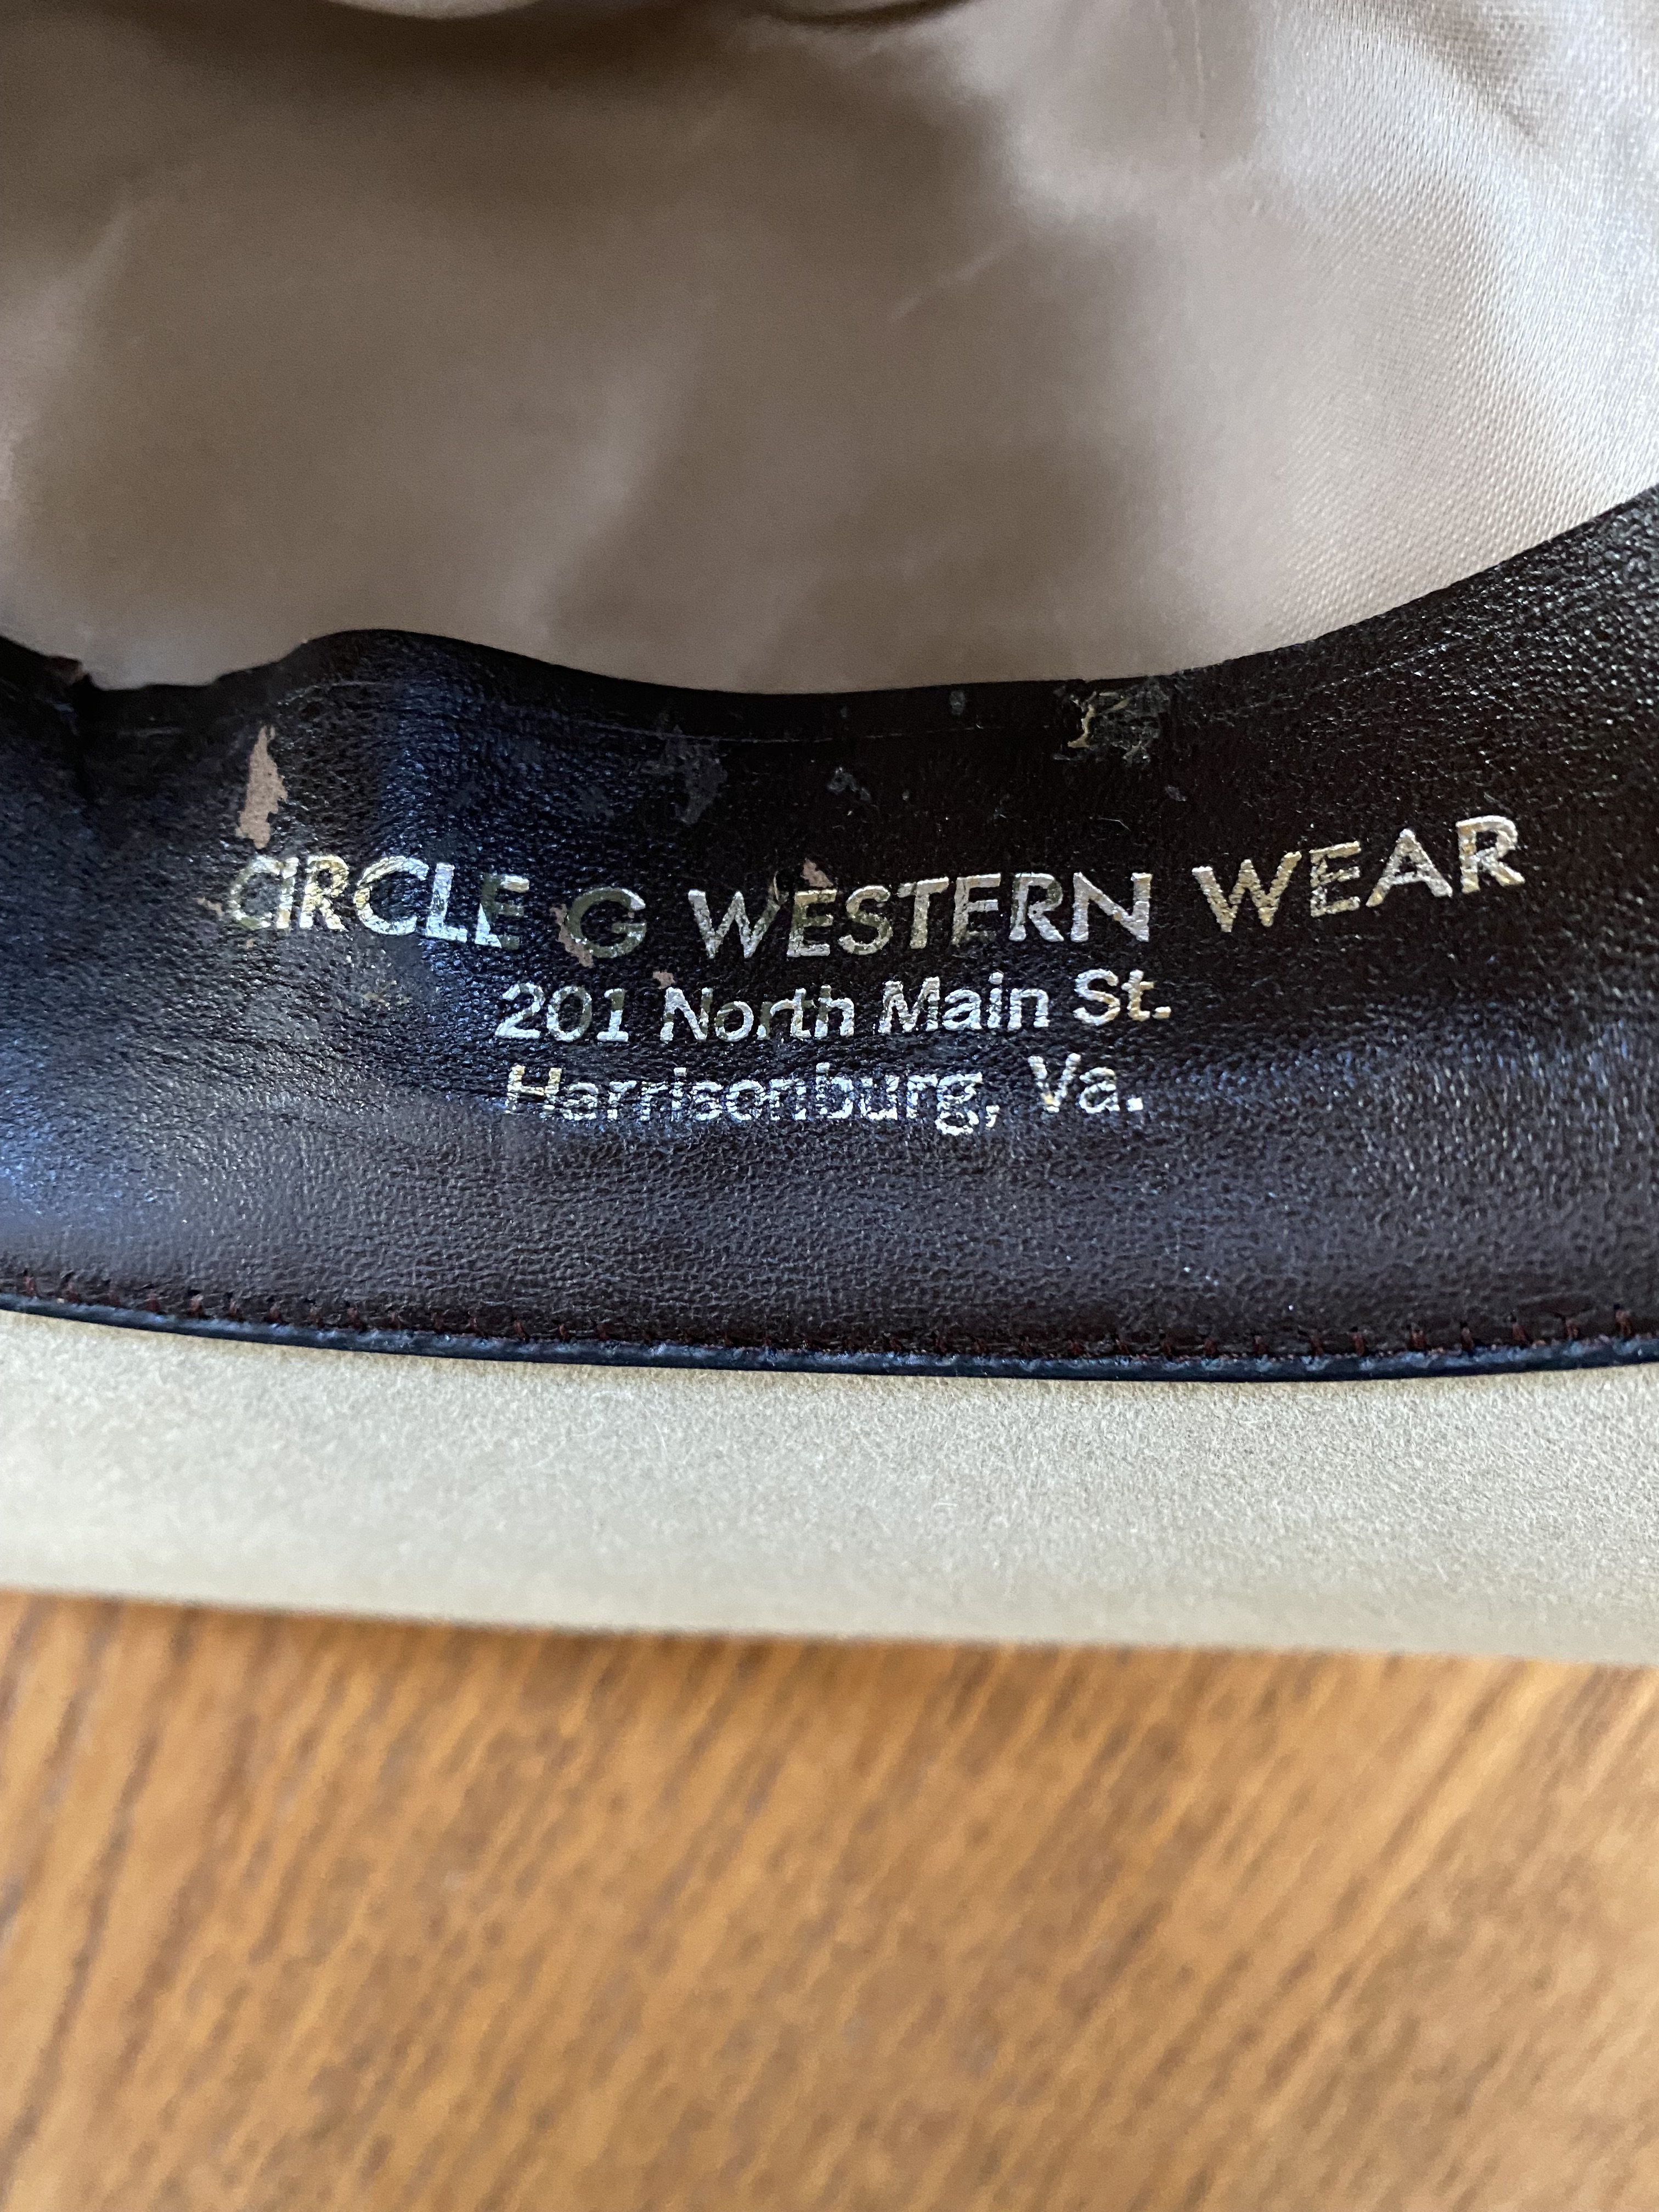 CIRCLE G WESTERN WEAR
201 North Main St.
Harrisonburg, Va.